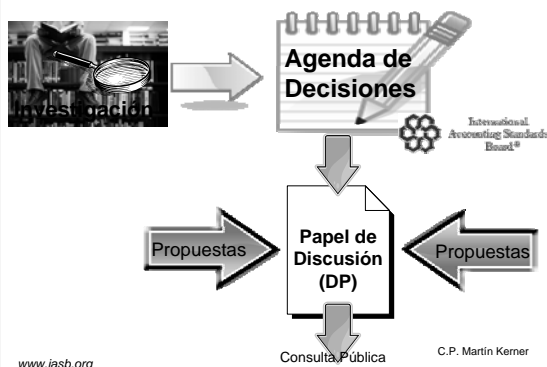 Investigación
Agenda de
Decisiones
International
Accounting Standards
Board®
Propuestas
Papel de
Discusión
(DP)
Propuestas
Consulta Pública
C.P. Martín Kerner
www.iasb.org